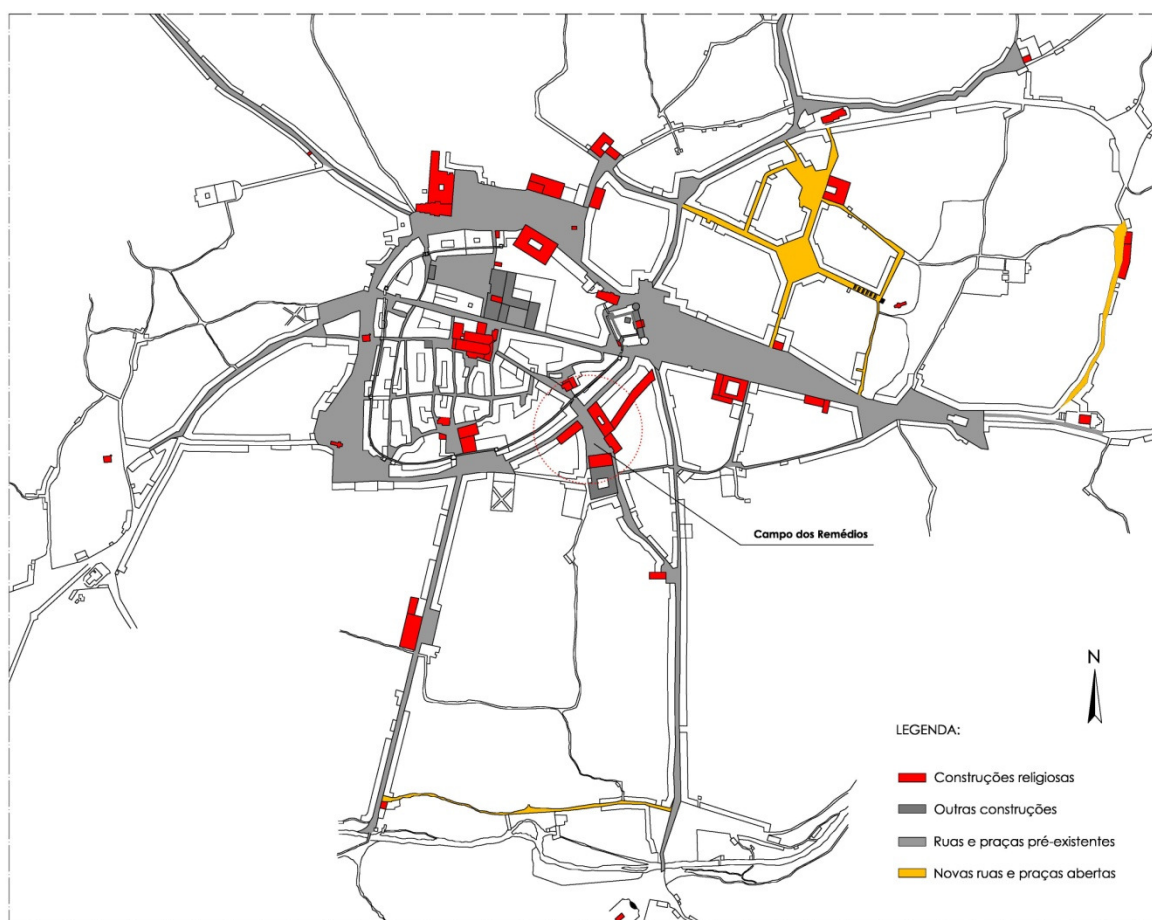 Campo dos Remédios
N
LEGENDA:
Construções religiosas
Outras construções
Ruas e praças pré-existentes
Novas ruas e praças abertas